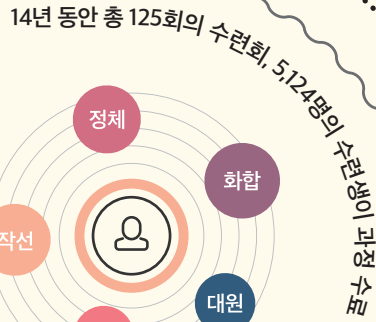 14년 동안 총 125회의 수련회, 5,124명의 수련생이 과정 수료
정체
화합
작선
대원